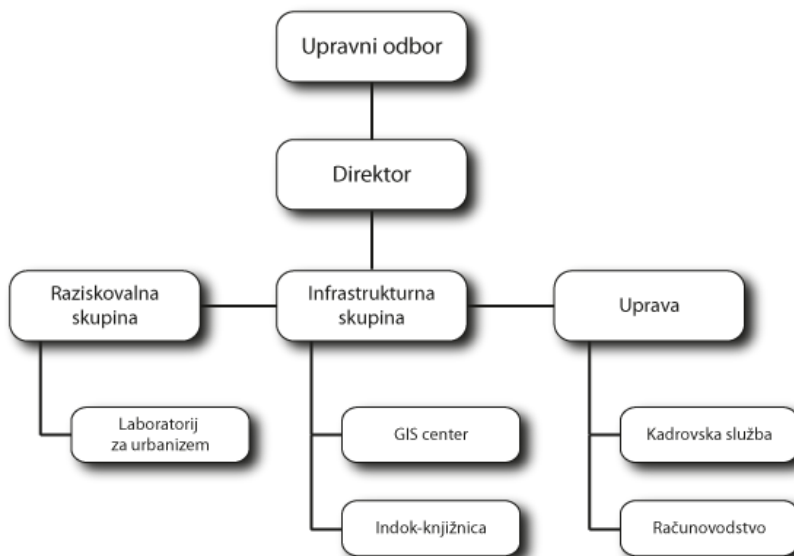 Upravni odbor
Direktor
Raziskovalna
skupina
Infrastrukturna
skupina
Uprava
Laboratorij
za urbanizem
GIS center
Kadrovska služba
Indok-knjižnica
Računovodstvo